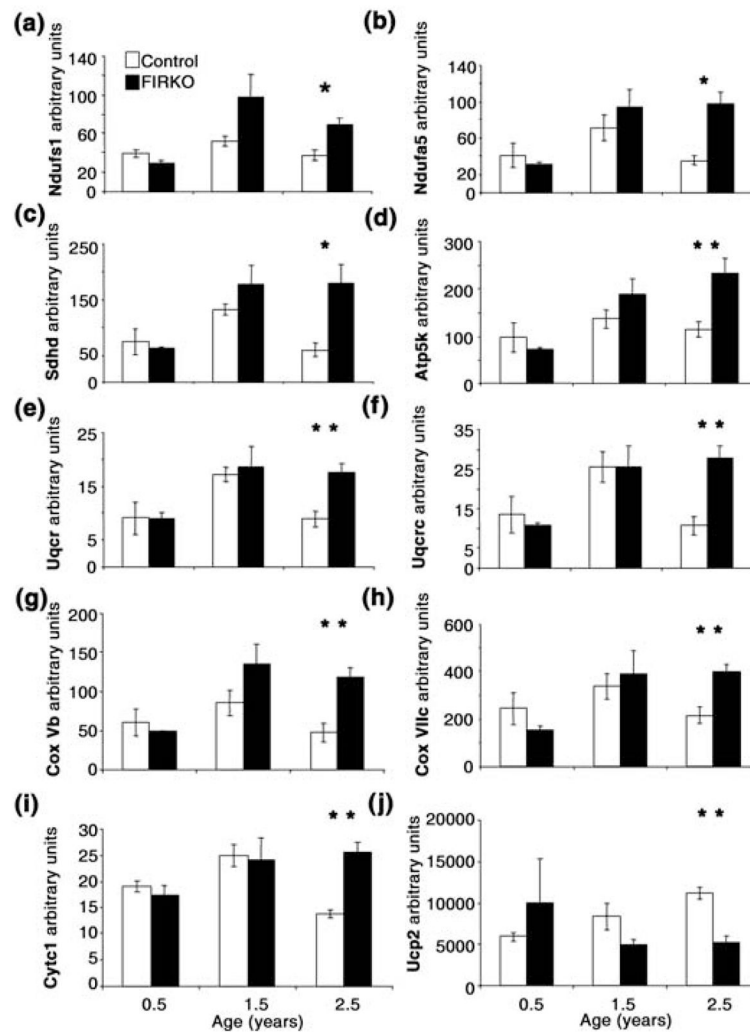 (a)
Ndufs1 arbitrary units
140
100
60
20
0
Control
FIRKO
*
(b)
Ndufa5 arbitrary units
140
100
60
20
0
*
(c)
Sdhd arbitrary units
250
150
50
0
*
(d)
Atp5k arbitrary units
300
200
100
0
* *
(e)
Uqcr arbitrary units
25
15
5
0
* *
(f)
Uqcrc arbitrary units
35
25
15
5
0
* *
(g)
Cox Vb arbitrary units
200
150
100
50
0
* *
(h)
Cox VIIc arbitrary units
600
400
200
0
* *
(i)
Cytc1 arbitrary units
30
25
20
15
10
5
0
* *
0.5 1.5 2.5
Age (years)
(j)
Ucp2 arbitrary units
20000
15000
10000
5000
0
* *
0.5 1.5 2.5
Age (years)